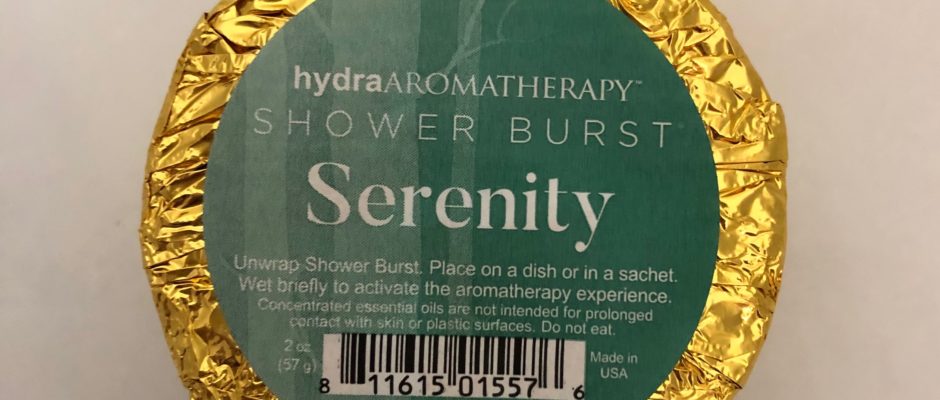 hydraAROMATHERAPY™
SHOWER BURST
Serenity
Unwrap Shower Burst. Place on a dish or in a sachet.
Wet briefly to activate the aromatherapy experience.
Concentrated essential oils are not intended for prolonged
contact with skin or plastic surfaces. Do not eat.
2 oz.
(57 g)
Made in
USA
8 11615 01557 6